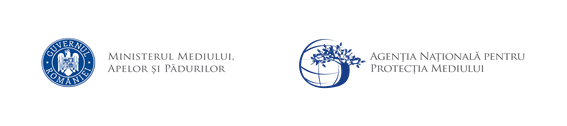 GUVERNUL ROMÂNIEI
Ministerul Mediului,
Apelor și Pădurilor
Agenția Națională pentru
Protecția Mediului